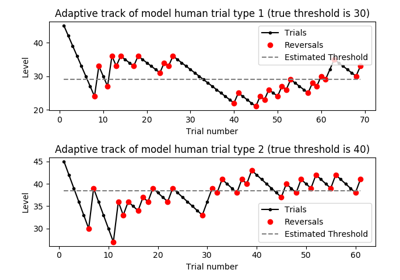 Adaptive track of model human trial type 1 (true threshold is 30)
Level
40
30
20
Trials
Reversals
Estimated Threshold
0 10 20 30 40 50 60 70
Trial number
Adaptive track of model human trial type 2 (true threshold is 40)
Level
45
40
35
30
Trials
Reversals
Estimated Threshold
0 10 20 30 40 50 60
Trial number